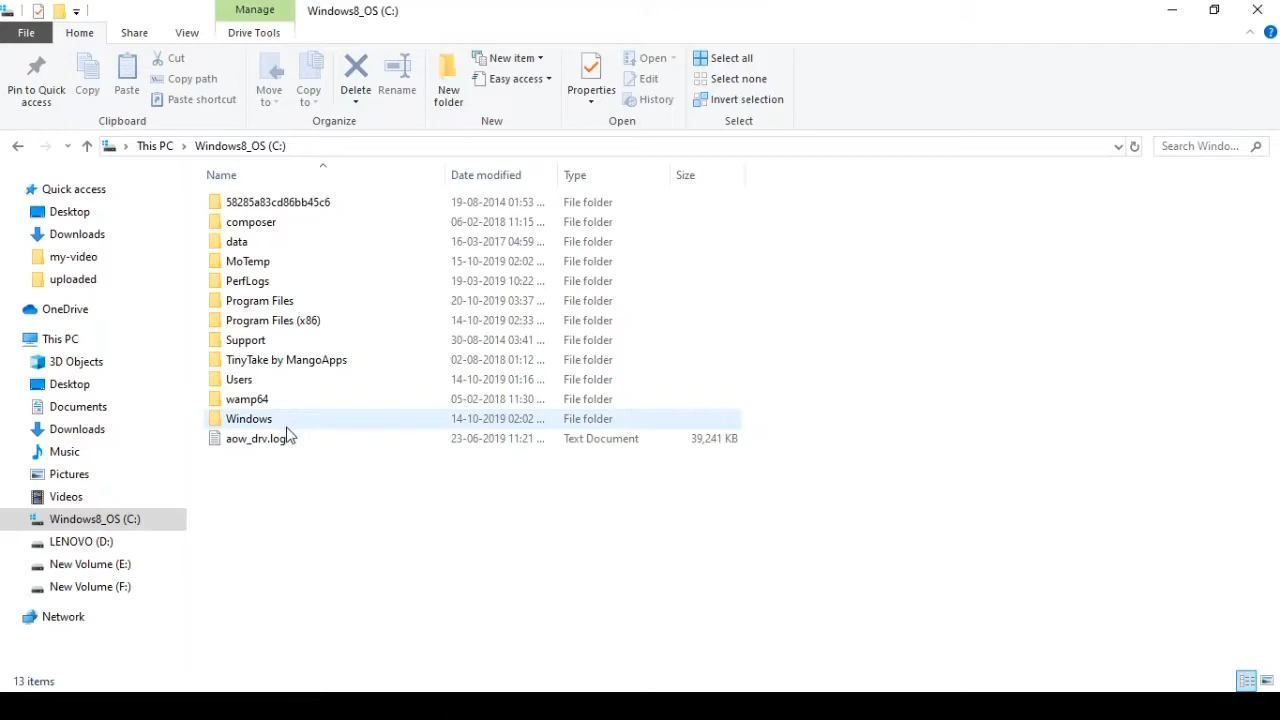 Manage
Windows8_OS (C:)
File
Home
Share
View
Drive Tools
Pin to Quick access
Copy
Paste
Cut
Copy path
Paste shortcut
Clipboard
Move to
Copy to
Delete
Rename
Organize
New folder
New item
Easy access
New
Properties
Open
Edit
History
Open
Select all
Select none
Invert selection
Select
This PC > Windows8_OS (C:)
Search Windo...
Quick access
Desktop
Downloads
my-video
uploaded
OneDrive
This PC
3D Objects
Desktop
Documents
Downloads
Music
Pictures
Videos
Windows8_OS (C:)
LENOVO (D:)
New Volume (E:)
New Volume (F:)
Network
Name Date modified Type Size
58285a83cd86bb45c6 19-08-2014 01:53 ... File folder
composer 06-02-2018 11:15 ... File folder
data 16-03-2017 04:59 ... File folder
MoTemp 15-10-2019 02:02 ... File folder
PerfLogs 19-03-2019 10:22 ... File folder
Program Files 20-10-2019 03:37 ... File folder
Program Files (x86) 14-10-2019 02:33 ... File folder
Support 30-08-2014 03:41 ... File folder
TinyTake by MangoApps 02-08-2018 01:12 ... File folder
Users 14-10-2019 01:16 ... File folder
wamp64 05-02-2018 11:30 ... File folder
Windows 14-10-2019 02:02 ... File folder
aow_drv.log 23-06-2019 11:21 ... Text Document 39,241 KB
13 items